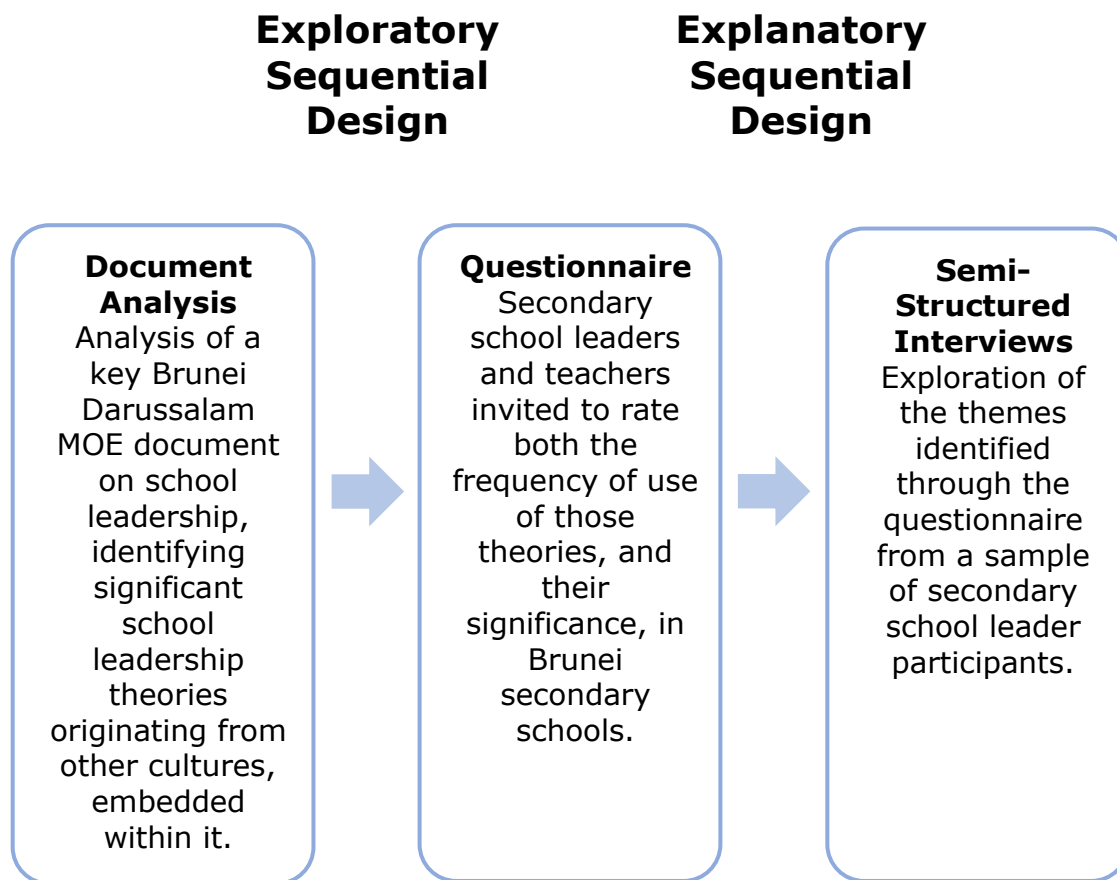 Exploratory
Sequential
Design
Explanatory
Sequential
Design
Document
Analysis
Analysis of a
key Brunei
Darussalam
MOE document
on school
leadership,
identifying
significant
school
leadership
theories
originating from
other cultures,
embedded
within it.
Questionnaire
Secondary
school leaders
and teachers
invited to rate
both the
frequency of use
of those
theories, and
their
significance, in
Brunei
secondary
schools.
Semi-
Structured
Interviews
Exploration of
the themes
identified
through the
questionnaire
from a sample
of secondary
school leader
participants.